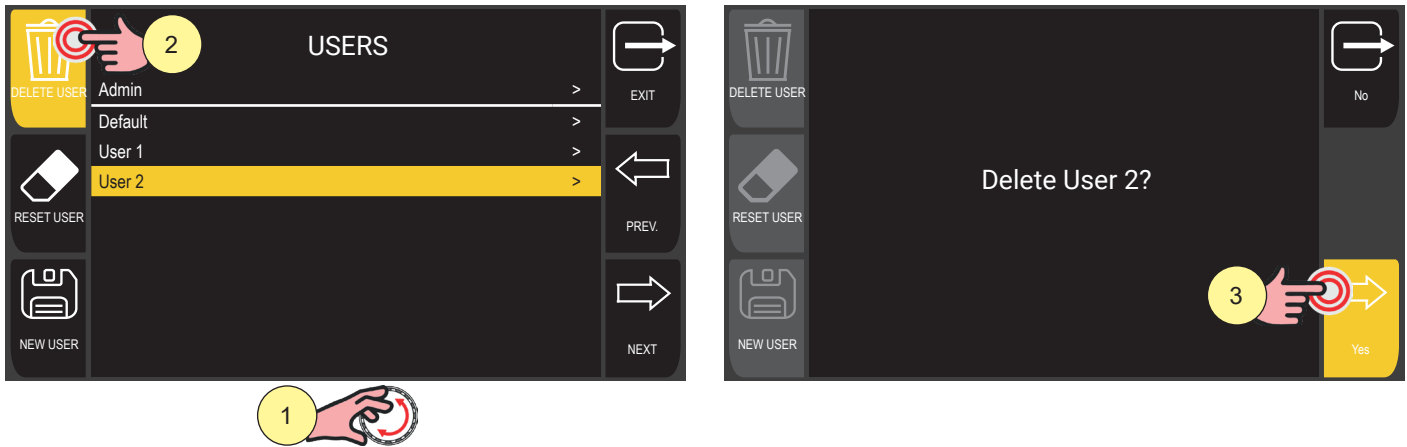 2
USERS
DELETE USER
Admin >
EXIT
Default >
User 1 >
User 2 >
RESET USER
PREV.
NEW USER
NEXT
1
DELETE USER
No
Delete User 2?
RESET USER
3
NEW USER
Yes